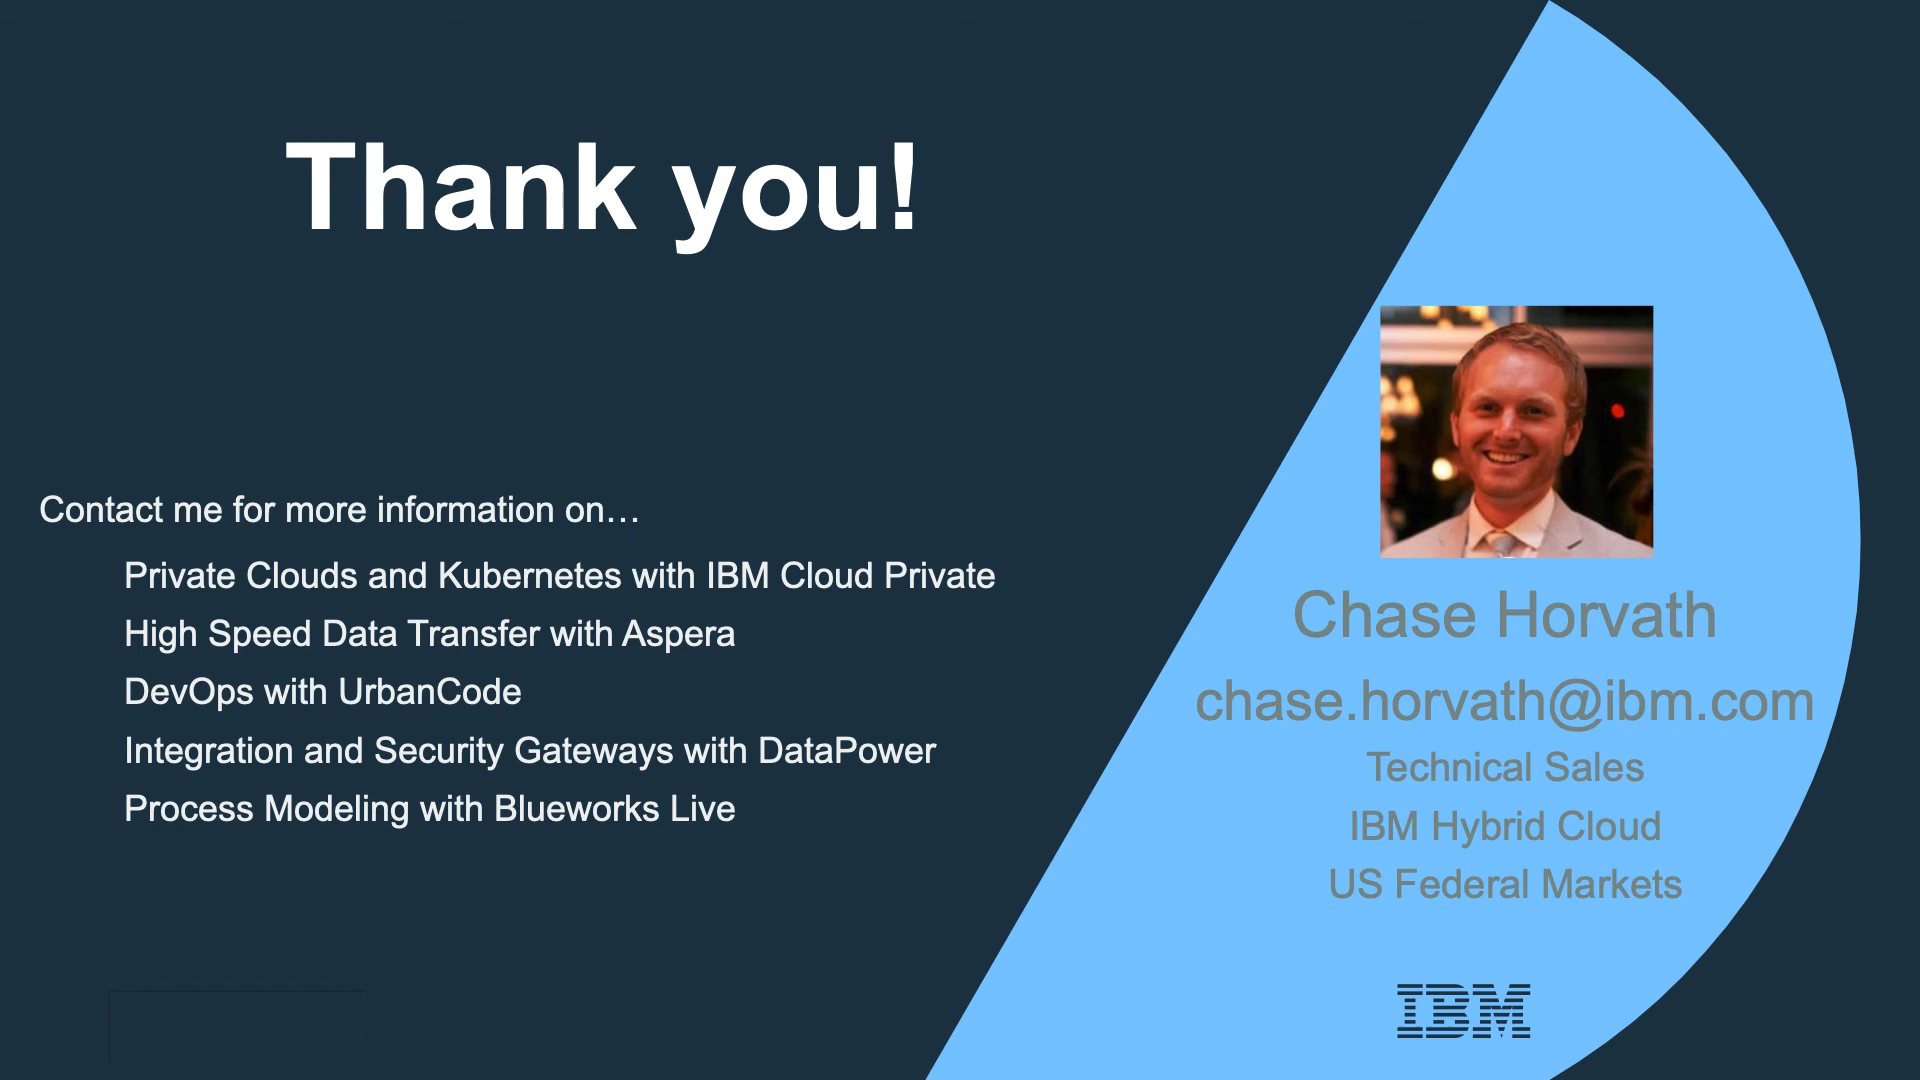 Thank you!
Contact me for more information on…
Private Clouds and Kubernetes with IBM Cloud Private
High Speed Data Transfer with Aspera
DevOps with UrbanCode
Integration and Security Gateways with DataPower
Process Modeling with Blueworks Live
Chase Horvath
chase.horvath@ibm.com
Technical Sales
IBM Hybrid Cloud
US Federal Markets
IBM